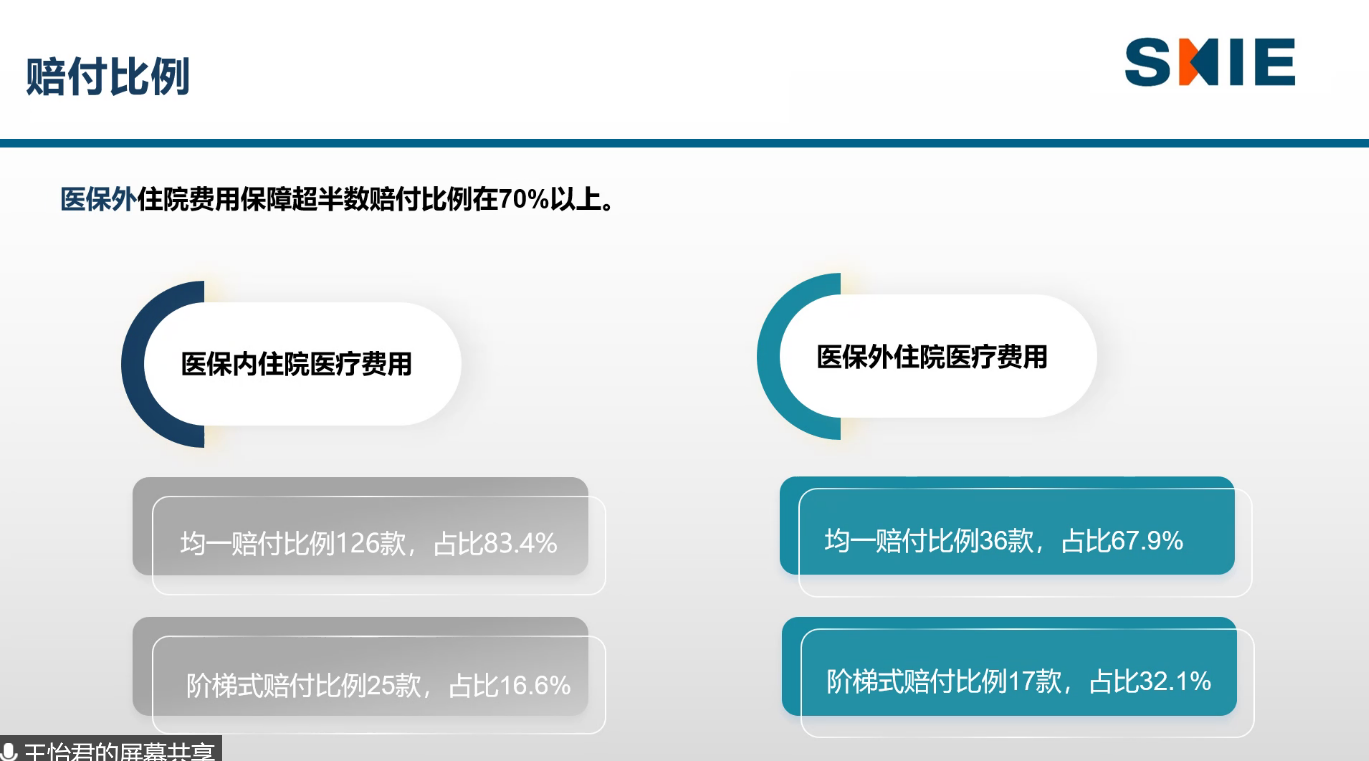 赔付比例
SKIE
医保外住院费用保障超半数赔付比例在70%以上。
医保内住院医疗费用
医保外住院医疗费用
均一赔付比例126款，占比83.4%
均一赔付比例36款，占比67.9%
阶梯式赔付比例25款，占比16.6%
阶梯式赔付比例17款，占比32.1%
王怡君的屏幕共享